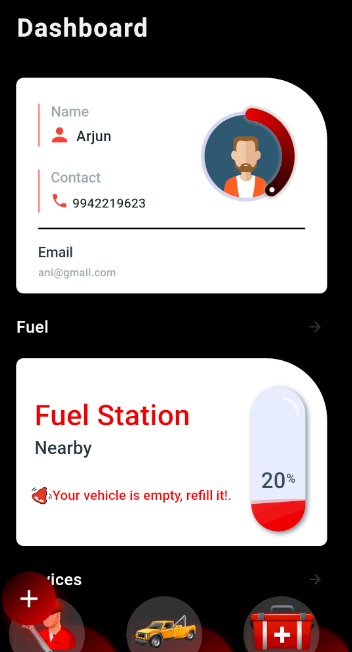 Dashboard
Name
Arjun
Contact
9942219623
Email
ani@gmail.com
Fuel
Fuel Station
Nearby
20%
Your vehicle is empty, refill it!.
vices
+